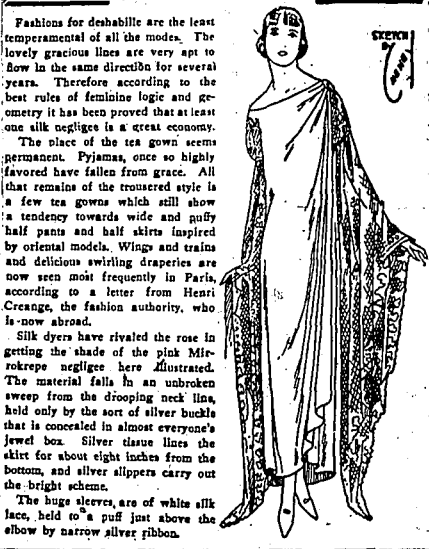 Fashions for deshabille are the least
temperamental of all the modes. The
lovely gracious lines are very apt to
flow in the same direction for several
years. Therefore according to the
best rules of feminine logic and ge-
ometry it has been proved that at least
one silk negligee is a great economy.
The place of the tea gown seems
permanent. Pyjamas, once so highly
favored have fallen from grace. All
that remains of the trousered style is
a few tea gowns which still show
a tendency towards wide and puffy
half pants and half skirts inspired
by oriental models. Wings and trains
and delicious swirling draperies are
now seen most frequently in Paris,
according to a letter from Henri
Creange, the fashion authority, who
is now abroad.
Silk dyers have rivaled the rose in
getting the shade of the pink Mir-
rokrepe negligee here illustrated.
The material falls in an unbroken
sweep from the drooping neck line,
held only by the sort of silver buckle
that is concealed in almost everyone's
jewel box. Silver tissue lines the
skirt for about eight inches from the
bottom, and silver slippers carry out
the bright scheme.
The huge sleeves, are of white silk
lace, held to a puff just above the
elbow by narrow silver ribbon.
SKETCH
BY